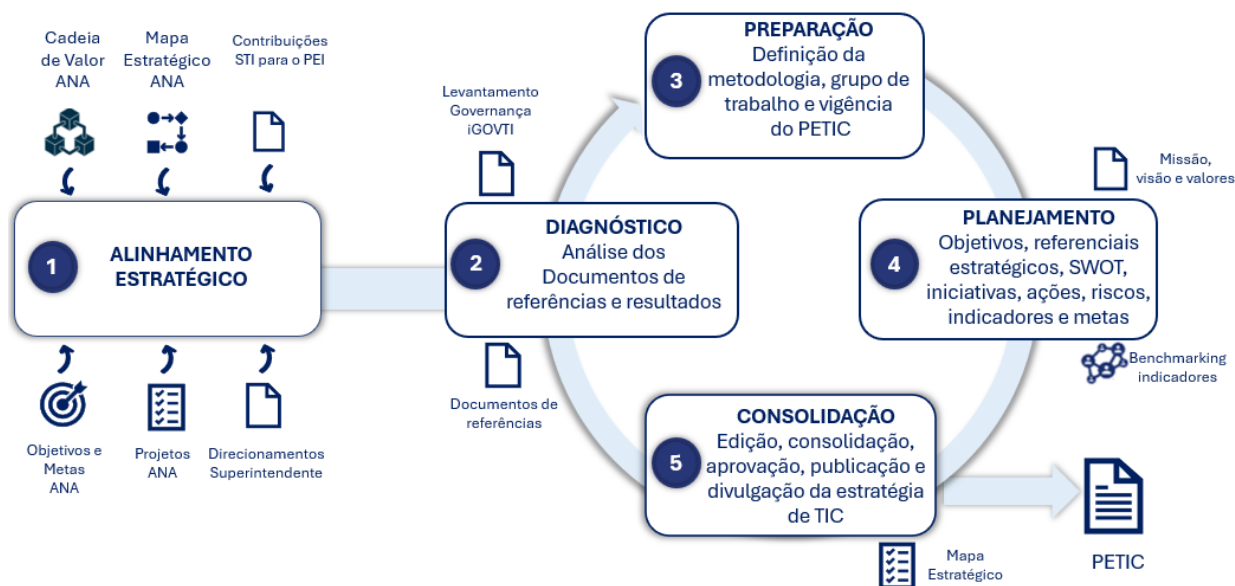 Cadeia
de Valor
ANA
Mapa
Estratégico
ANA
Contribuições
STI para o PEI
1
ALINHAMENTO
ESTRATÉGICO
Objetivos e
Metas
ANA
Projetos
ANA
Direcionamentos
Superintendente
Levantamento
Governança
iGOVTI
2
DIAGNÓSTICO
Análise dos
Documentos de
referências e resultados
Documentos de
referências
3
PREPARAÇÃO
Definição da
metodologia, grupo de
trabalho e vigência
do PETIC
Missão,
visão e valores
4
PLANEJAMENTO
Objetivos, referenciais
estratégicos, SWOT,
iniciativas, ações, riscos,
indicadores e metas
Benchmarking
indicadores
5
CONSOLIDAÇÃO
Edição, consolidação,
aprovação, publicação e
divulgação da estratégia
de TIC
Mapa
Estratégico
PETIC